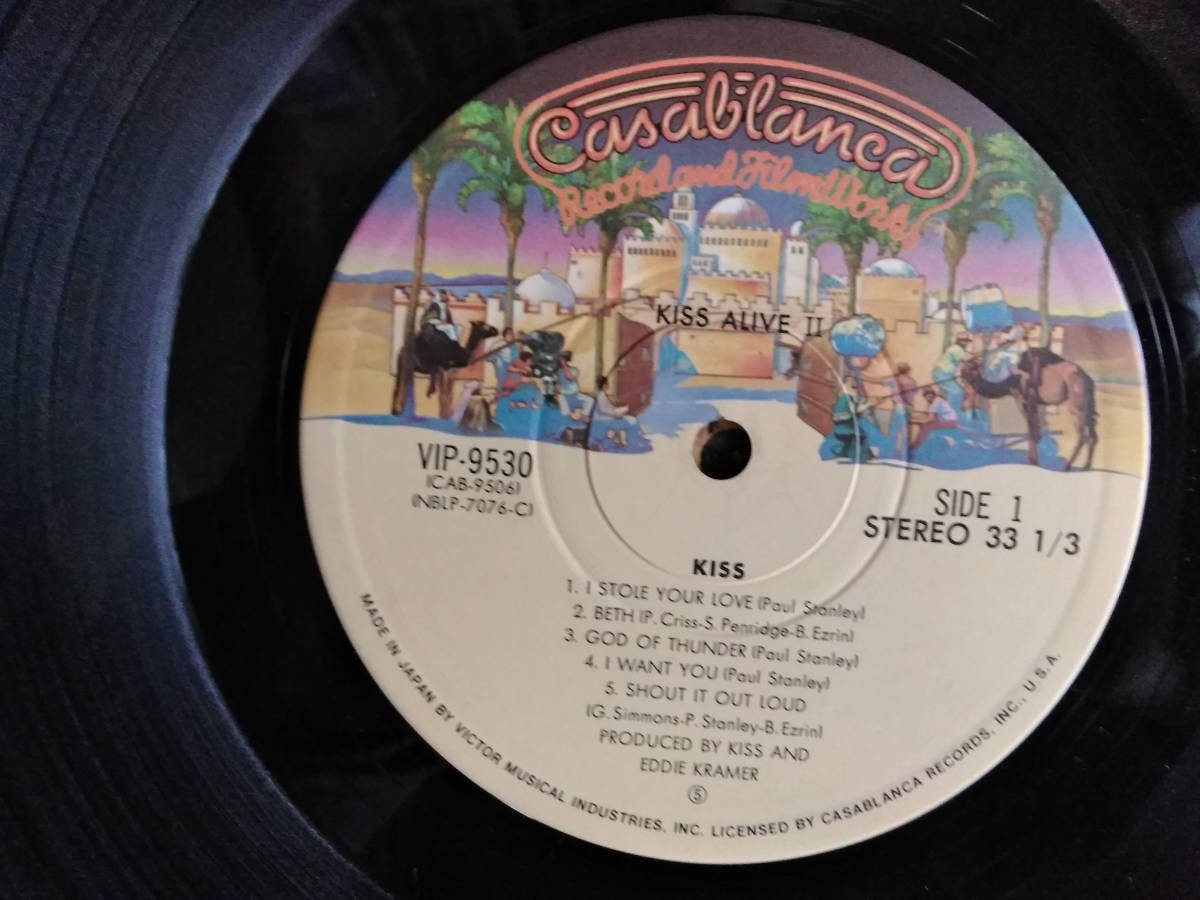 Casablanca
Record and FilmWorks
KISS ALIVE II
VIP-9530
(CAB-9506)
(NBLP-7076-C)
SIDE 1
STEREO 33 1/3
KISS
1. I STOLE YOUR LOVE (Paul Stanley)
2. BETH (P. Criss-S. Penridge-B. Ezrin)
3. GOD OF THUNDER (Paul Stanley)
4. I WANT YOU (Paul Stanley)
5. SHOUT IT OUT LOUD
(G. Simmons-P. Stanley-B. Ezrin)
PRODUCED BY KISS AND
EDDIE KRAMER
⑤
MADE IN JAPAN BY VICTOR MUSICAL INDUSTRIES, INC. LICENSED BY CASABLANCA RECORDS, INC., U.S.A.